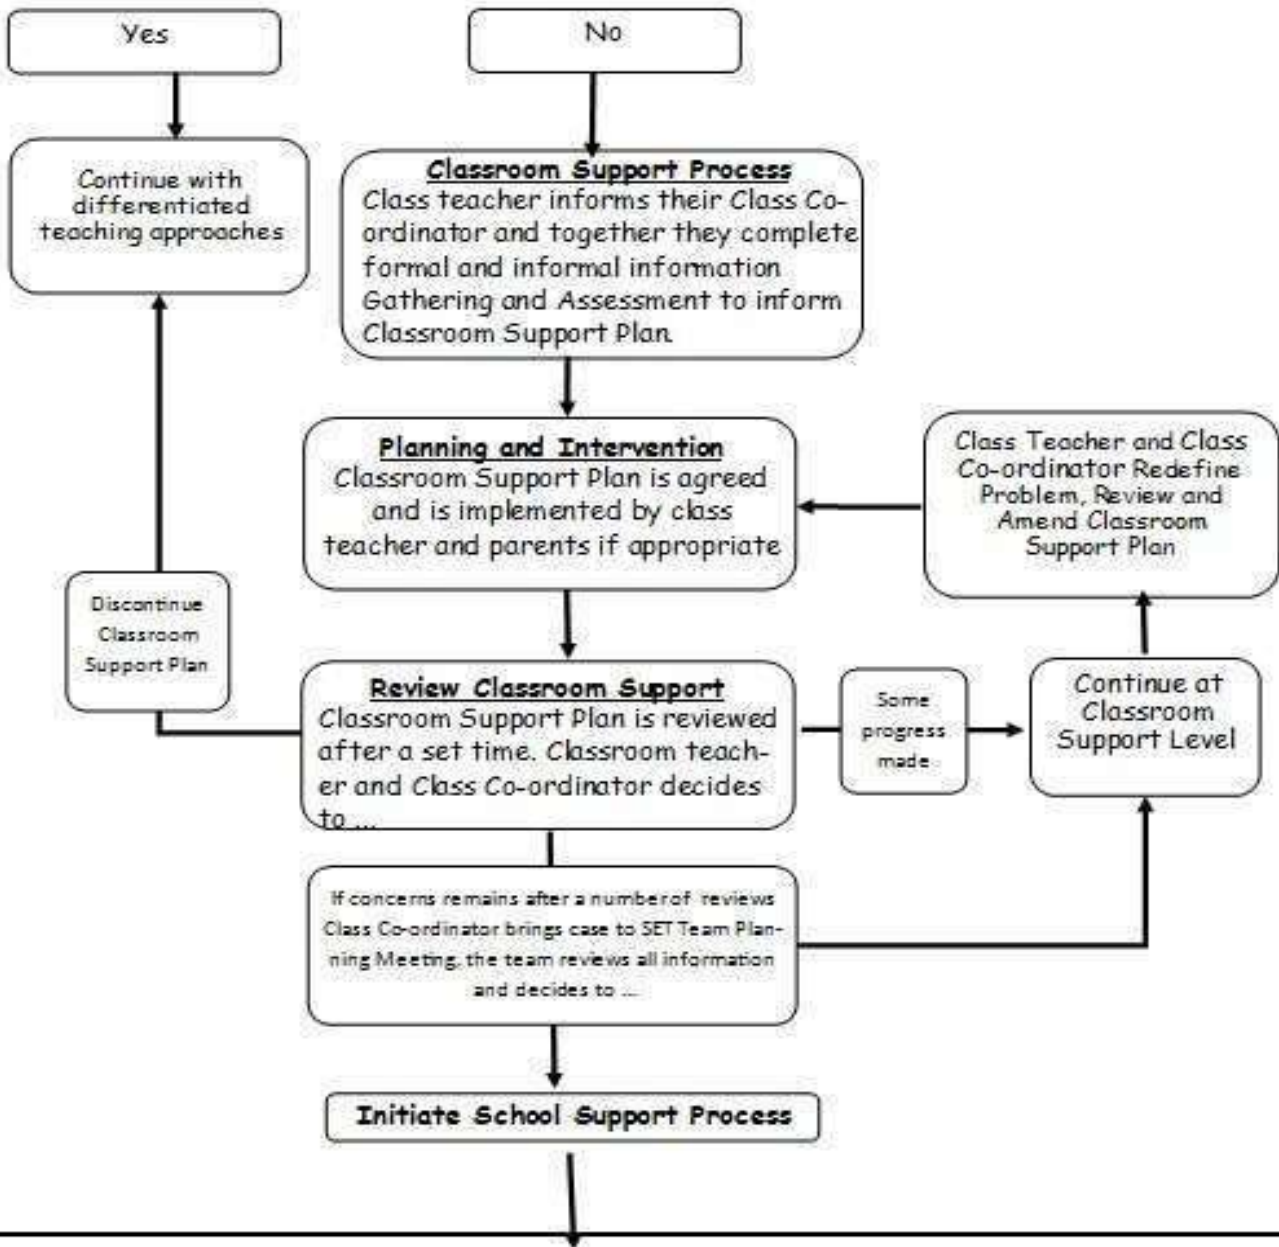 Yes
No
Continue with
differentiated
teaching approaches
Classroom Support Process
Class teacher informs their Class Co-
ordinator and together they complete
formal and informal information
Gathering and Assessment to inform
Classroom Support Plan.
Planning and Intervention
Classroom Support Plan is agreed
and is implemented by class
teacher and parents if appropriate
Class Teacher and Class
Co-ordinator Redefine
Problem, Review and
Amend Classroom
Support Plan
Discontinue
Classroom
Support Plan
Review Classroom Support
Classroom Support Plan is reviewed
after a set time. Classroom teach-
er and Class Co-ordinator decides
to ...
Some
progress
made
Continue at
Classroom
Support Level
If concerns remains after a number of reviews
Class Co-ordinator brings case to SET Team Plan-
ning Meeting, the team reviews all information
and decides to ...
Initiate School Support Process